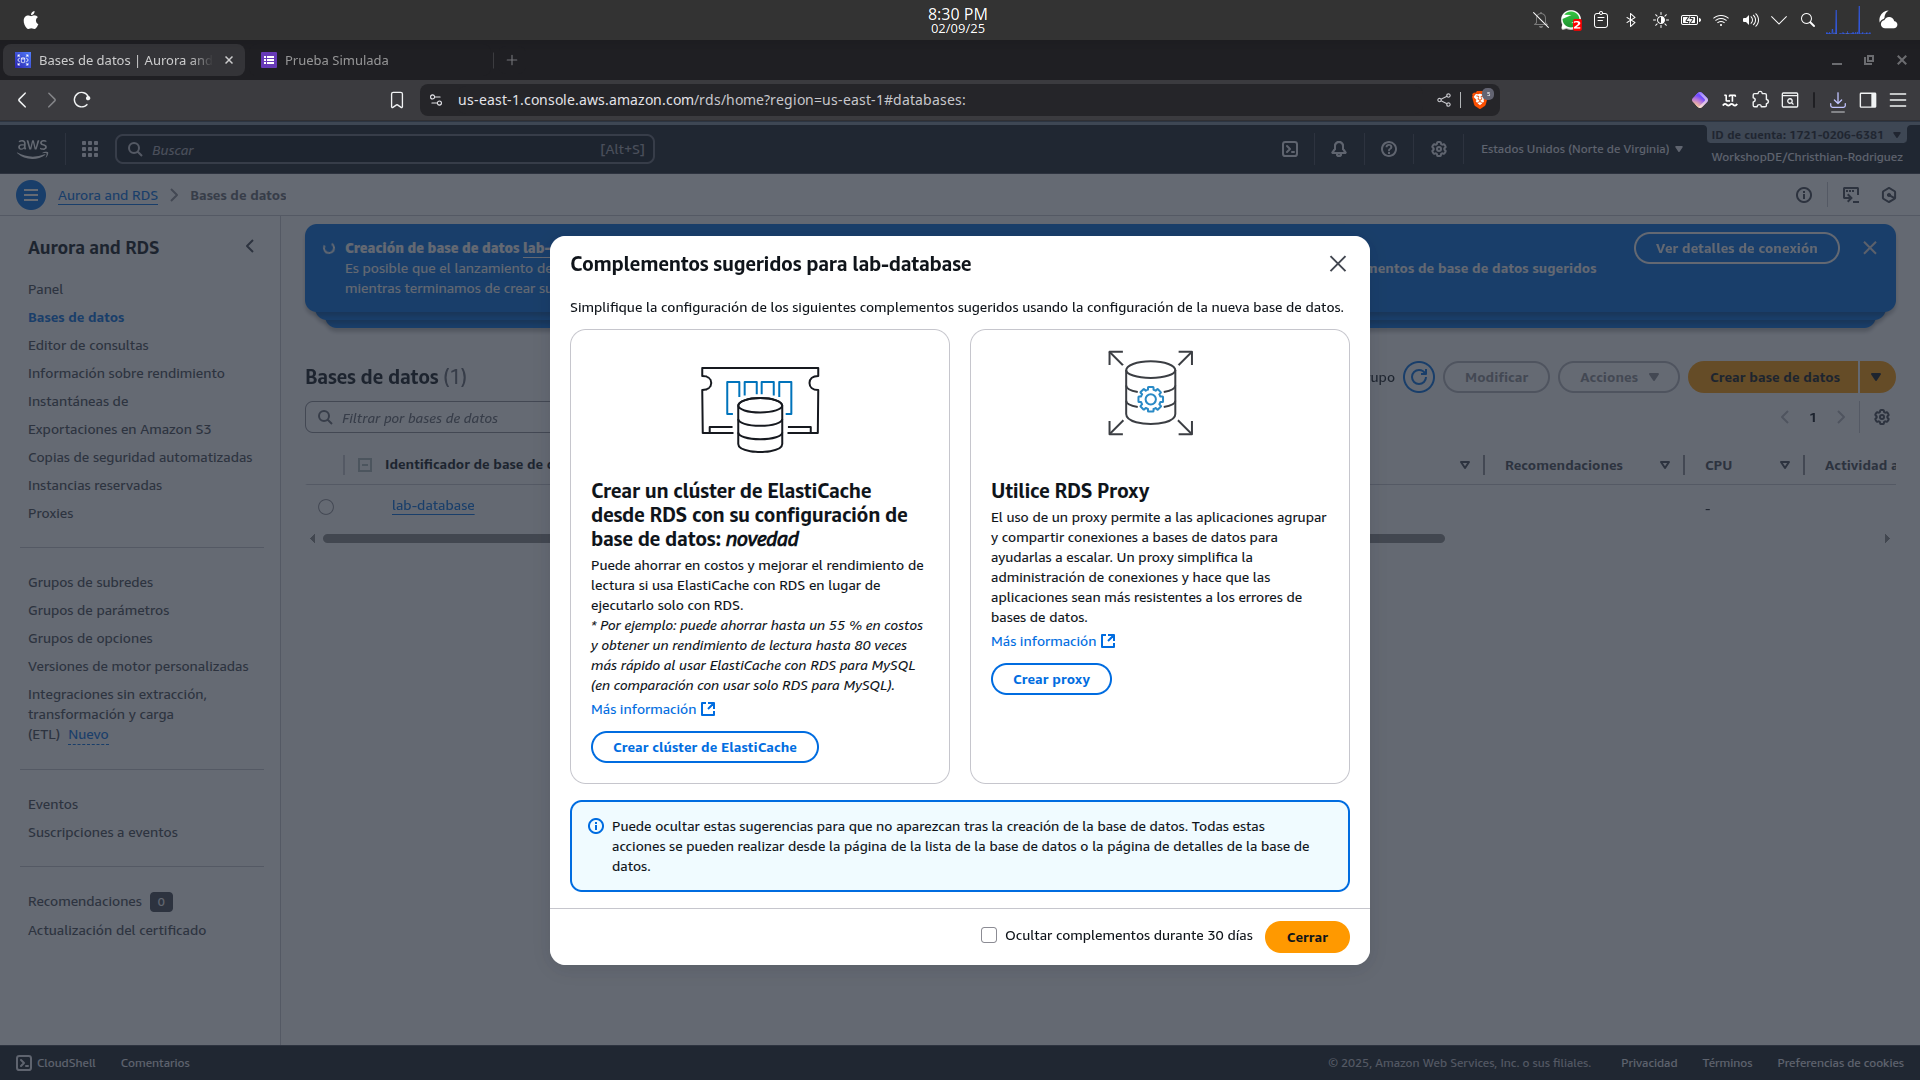 8:30 PM
02/09/25
2
Bases de datos | Aurora and
Prueba Simulada
us-east-1.console.aws.amazon.com/rds/home?region=us-east-1#databases:
5
aws
Buscar
[Alt+S]
Estados Unidos (Norte de Virginia)
ID de cuenta: 1721-0206-6381
WorkshopDE/Christhian-Rodriguez
Aurora and RDS
Bases de datos
Aurora and RDS
Panel
Bases de datos
Editor de consultas
Información sobre rendimiento
Instantáneas de
Exportaciones en Amazon S3
Copias de seguridad automatizadas
Instancias reservadas
Proxies
Grupos de subredes
Grupos de parámetros
Grupos de opciones
Versiones de motor personalizadas
Integraciones sin extracción,
transformación y carga
(ETL) Nuevo
Eventos
Suscripciones a eventos
Recomendaciones 0
Actualización del certificado
Creación de base de datos lab-
Es posible que el lanzamiento de
mientras terminamos de crear su
mentos de base de datos sugeridos
Ver detalles de conexión
Bases de datos (1)
upo
Modificar
Acciones
Crear base de datos
Filtrar por bases de datos
1
Identificador de base de
Recomendaciones
CPU
Actividad a
lab-database
-
Complementos sugeridos para lab-database
Simplifique la configuración de los siguientes complementos sugeridos usando la configuración de la nueva base de datos.
Crear un clúster de ElastiCache
desde RDS con su configuración de
base de datos: novedad
Puede ahorrar en costos y mejorar el rendimiento de
lectura si usa ElastiCache con RDS en lugar de
ejecutarlo solo con RDS.
* Por ejemplo: puede ahorrar hasta un 55 % en costos
y obtener un rendimiento de lectura hasta 80 veces
más rápido al usar ElastiCache con RDS para MySQL
(en comparación con usar solo RDS para MySQL).
Más información
Crear clúster de ElastiCache
Utilice RDS Proxy
El uso de un proxy permite a las aplicaciones agrupar
y compartir conexiones a bases de datos para
ayudarlas a escalar. Un proxy simplifica la
administración de conexiones y hace que las
aplicaciones sean más resistentes a los errores de
bases de datos.
Más información
Crear proxy
Puede ocultar estas sugerencias para que no aparezcan tras la creación de la base de datos. Todas estas
acciones se pueden realizar desde la página de la lista de la base de datos o la página de detalles de la base de
datos.
Ocultar complementos durante 30 días
Cerrar
CloudShell
Comentarios
© 2025, Amazon Web Services, Inc. o sus filiales.
Privacidad
Términos
Preferencias de cookies